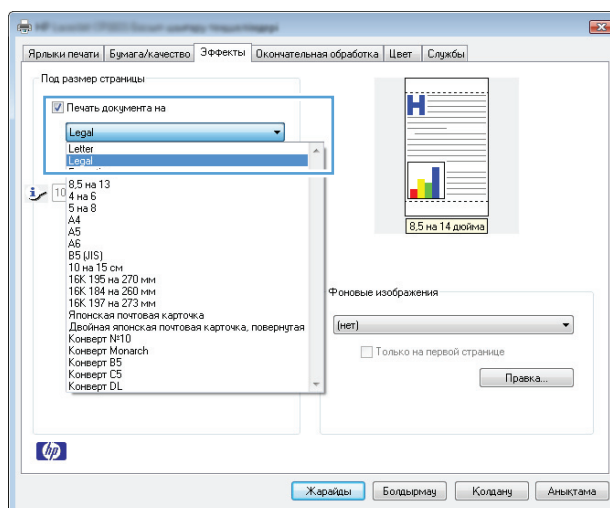 Ярлыки печати Бумага/качество Эффекты Окончательная обработка Цвет Службы
Под размер страницы
Печать документа на
Legal
Letter
Legal
8,5 на 13
4 на 6
5 на 8
A4
A5
A6
B5 (JIS)
10 на 15 см
16K 195 на 270 мм
16K 184 на 260 мм
16K 197 на 273 мм
Японская почтовая карточка
Двойная японская почтовая карточка, повернутая
Конверт №10
Конверт Monarch
Конверт B5
Конверт C5
Конверт DL
10
H
8,5 на 14 дюйма
Фоновые изображения
(нет)
Только на первой странице
Правка...
hp
Жарайды Болдырмау Қолдану Анықтама